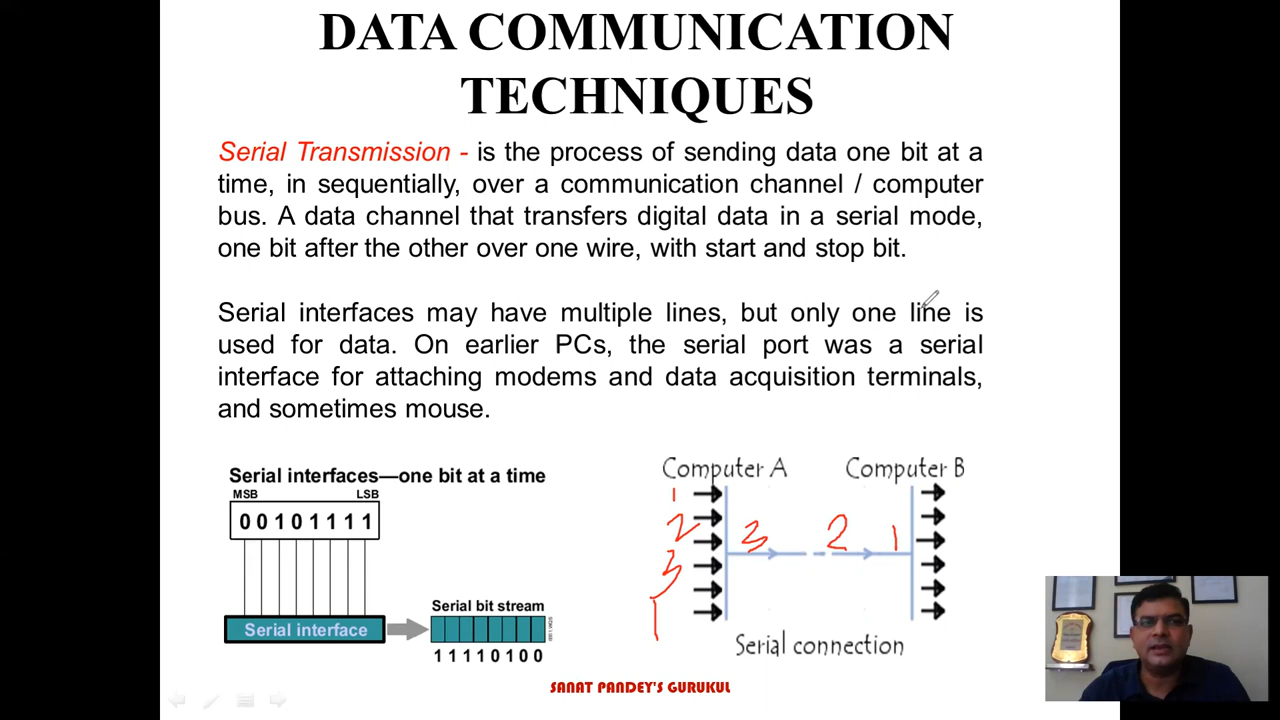 DATA COMMUNICATION
TECHNIQUES
Serial Transmission - is the process of sending data one bit at a
time, in sequentially, over a communication channel / computer
bus. A data channel that transfers digital data in a serial mode,
one bit after the other over one wire, with start and stop bit.
Serial interfaces may have multiple lines, but only one line is
used for data. On earlier PCs, the serial port was a serial
interface for attaching modems and data acquisition terminals,
and sometimes mouse.
Serial interfaces—one bit at a time
MSB LSB
0 0 1 0 1 1 1 1
Serial interface
Serial bit stream
1 1 1 1 0 1 0 0
Computer A Computer B
1
2
3
3 2 1
Serial connection
SANAT PANDEY'S GURUKUL